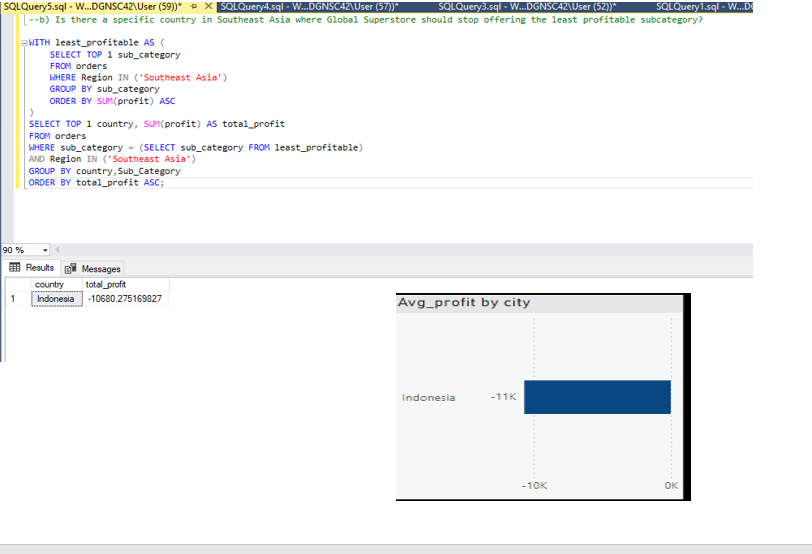 SQLQuery5.sql - W...DGNSC42\User (59))* SQLQuery4.sql - W...DGNSC42\User (57))* SQLQuery3.sql - W...DGNSC42\User (52))* SQLQuery1.sql - W...DG
--b) Is there a specific country in Southeast Asia where Global Superstore should stop offering the least profitable subcategory?
WITH least_profitable AS (
SELECT TOP 1 sub_category
FROM orders
WHERE Region IN ('Southeast Asia')
GROUP BY sub_category
ORDER BY SUM(profit) ASC
)
SELECT TOP 1 country, SUM(profit) AS total_profit
FROM orders
WHERE sub_category = (SELECT sub_category FROM least_profitable)
AND Region IN ('Southeast Asia')
GROUP BY country,Sub_Category
ORDER BY total_profit ASC;
90 %
Results Messages
country total_profit
1 Indonesia -10680.275169827
Avg_profit by city
Indonesia -11K
-10K 0K